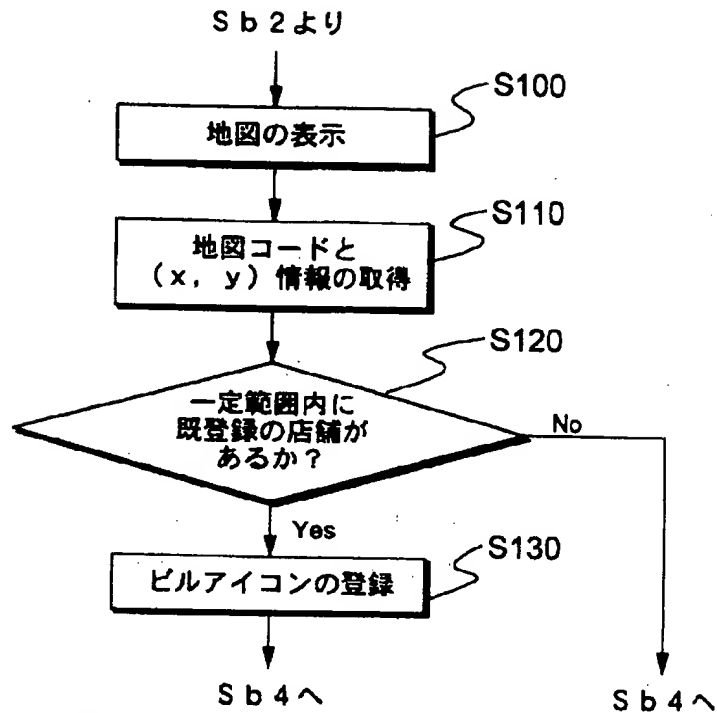 Sb2より
S100
地図の表示
S110
地図コードと
(x, y) 情報の取得
S120
一定範囲内に
既登録の店舗が
あるか?
No
Yes
S130
ビルアイコンの登録
Sb4へ
Sb4へ